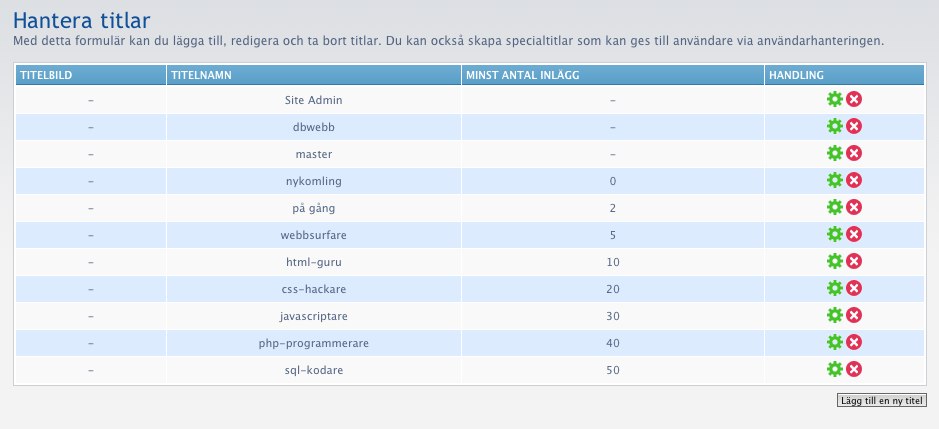 Hantera titlar
Med detta formulär kan du lägga till, redigera och ta bort titlar. Du kan också skapa specialtitlar som kan ges till användare via användarhanteringen.
TITELBILD TITELNAMN MINST ANTAL INLÄGG HANDLING
– Site Admin –
– dbwebb –
– master –
– nykomling 0
– på gång 2
– webbsurfare 5
– html-guru 10
– css-hackare 20
– javascriptare 30
– php-programmerare 40
– sql-kodare 50
Lägg till en ny titel